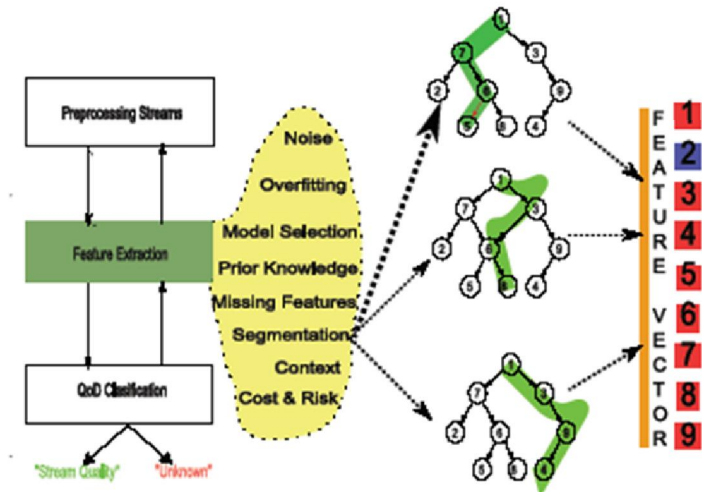 Preprocessing Streams
Feature Extraction
QoD Clasification
"Stream Quality"
"Unknown"
Noise
Overfitting
Model Selection
Prior Knowledge
Missing Features
Segmentation
Context
Cost & Risk
1
7 3
2 6 9
5 8 4
1
7 3
2 6 9
5 8 4
1
7 3
2 6 9
5 8 4
FEATURE VECTOR
1
2
3
4
5
6
7
8
9